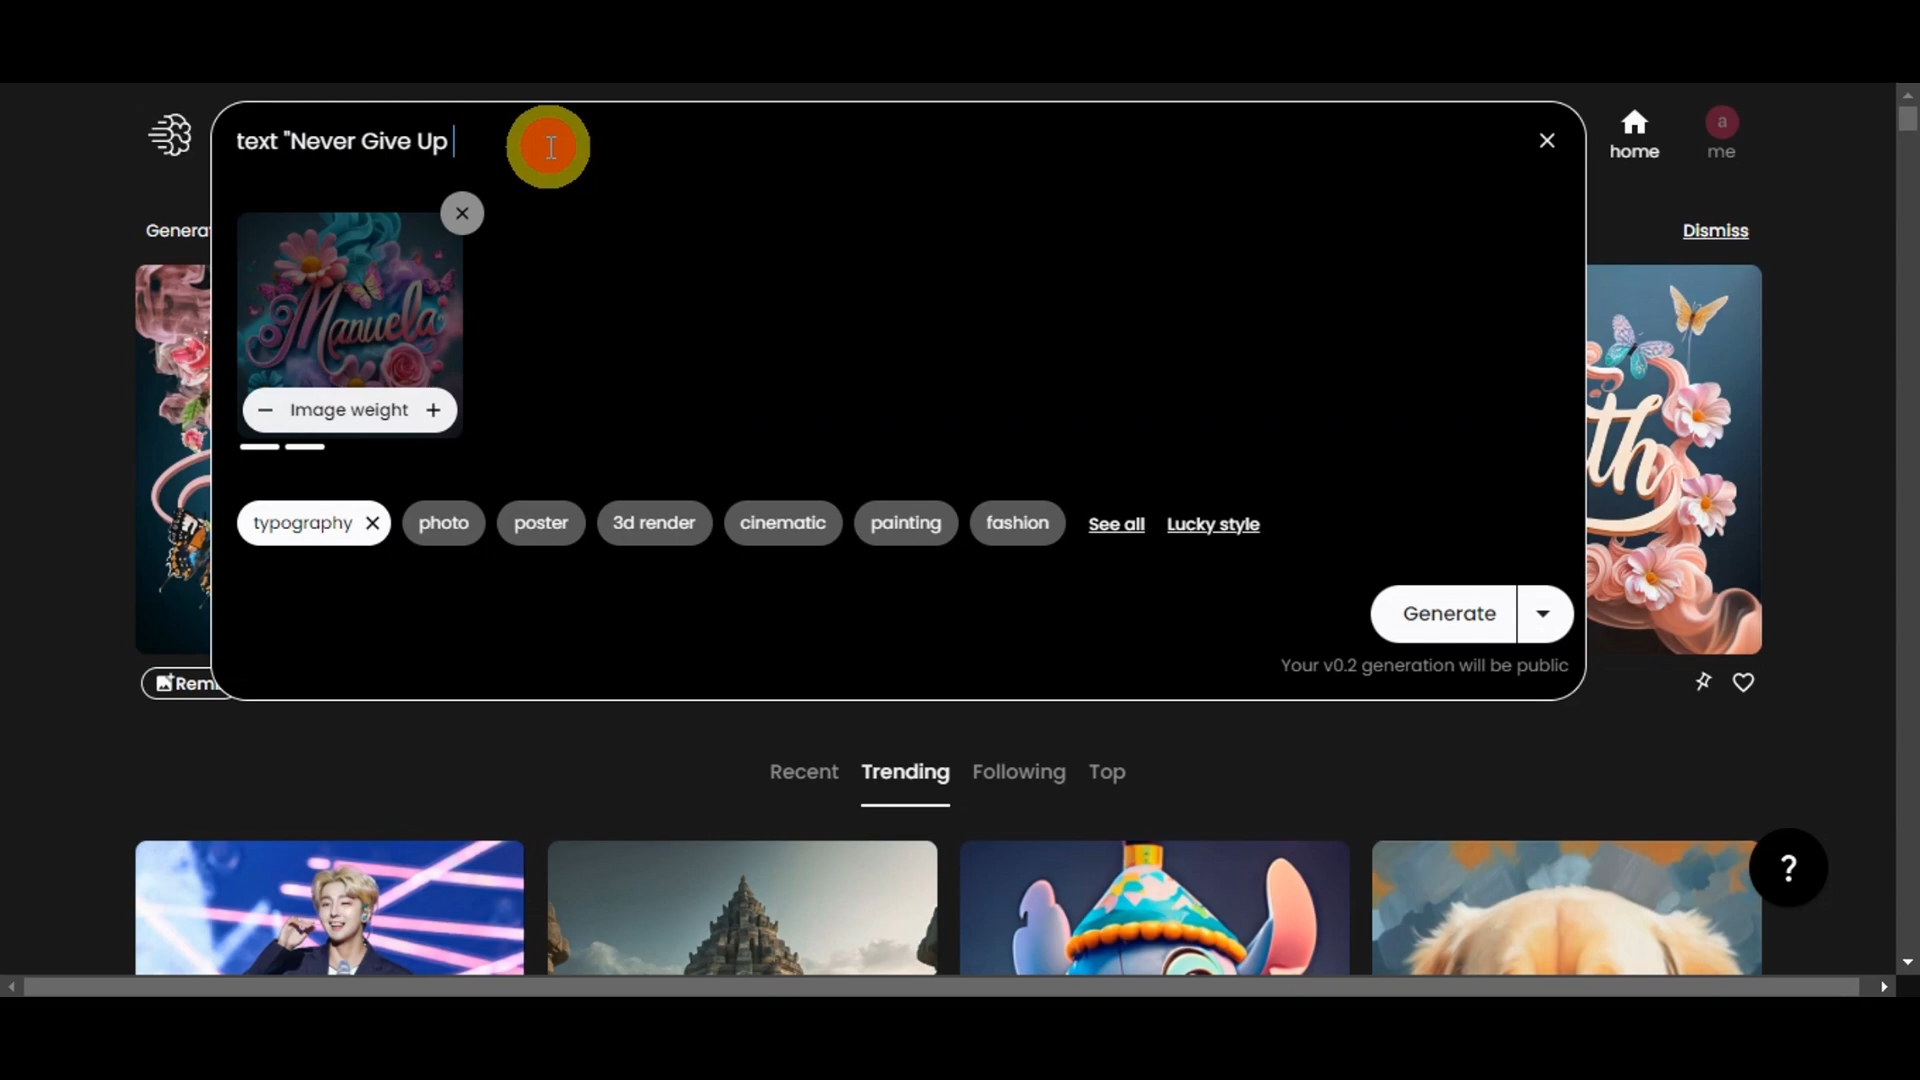 text "Never Give Up
home
a
me
Genera
Dismiss
Manuela
Image weight
th
typography
photo
poster
3d render
cinematic
painting
fashion
See all
Lucky style
Generate
Your v0.2 generation will be public
Rem
Recent
Trending
Following
Top
?